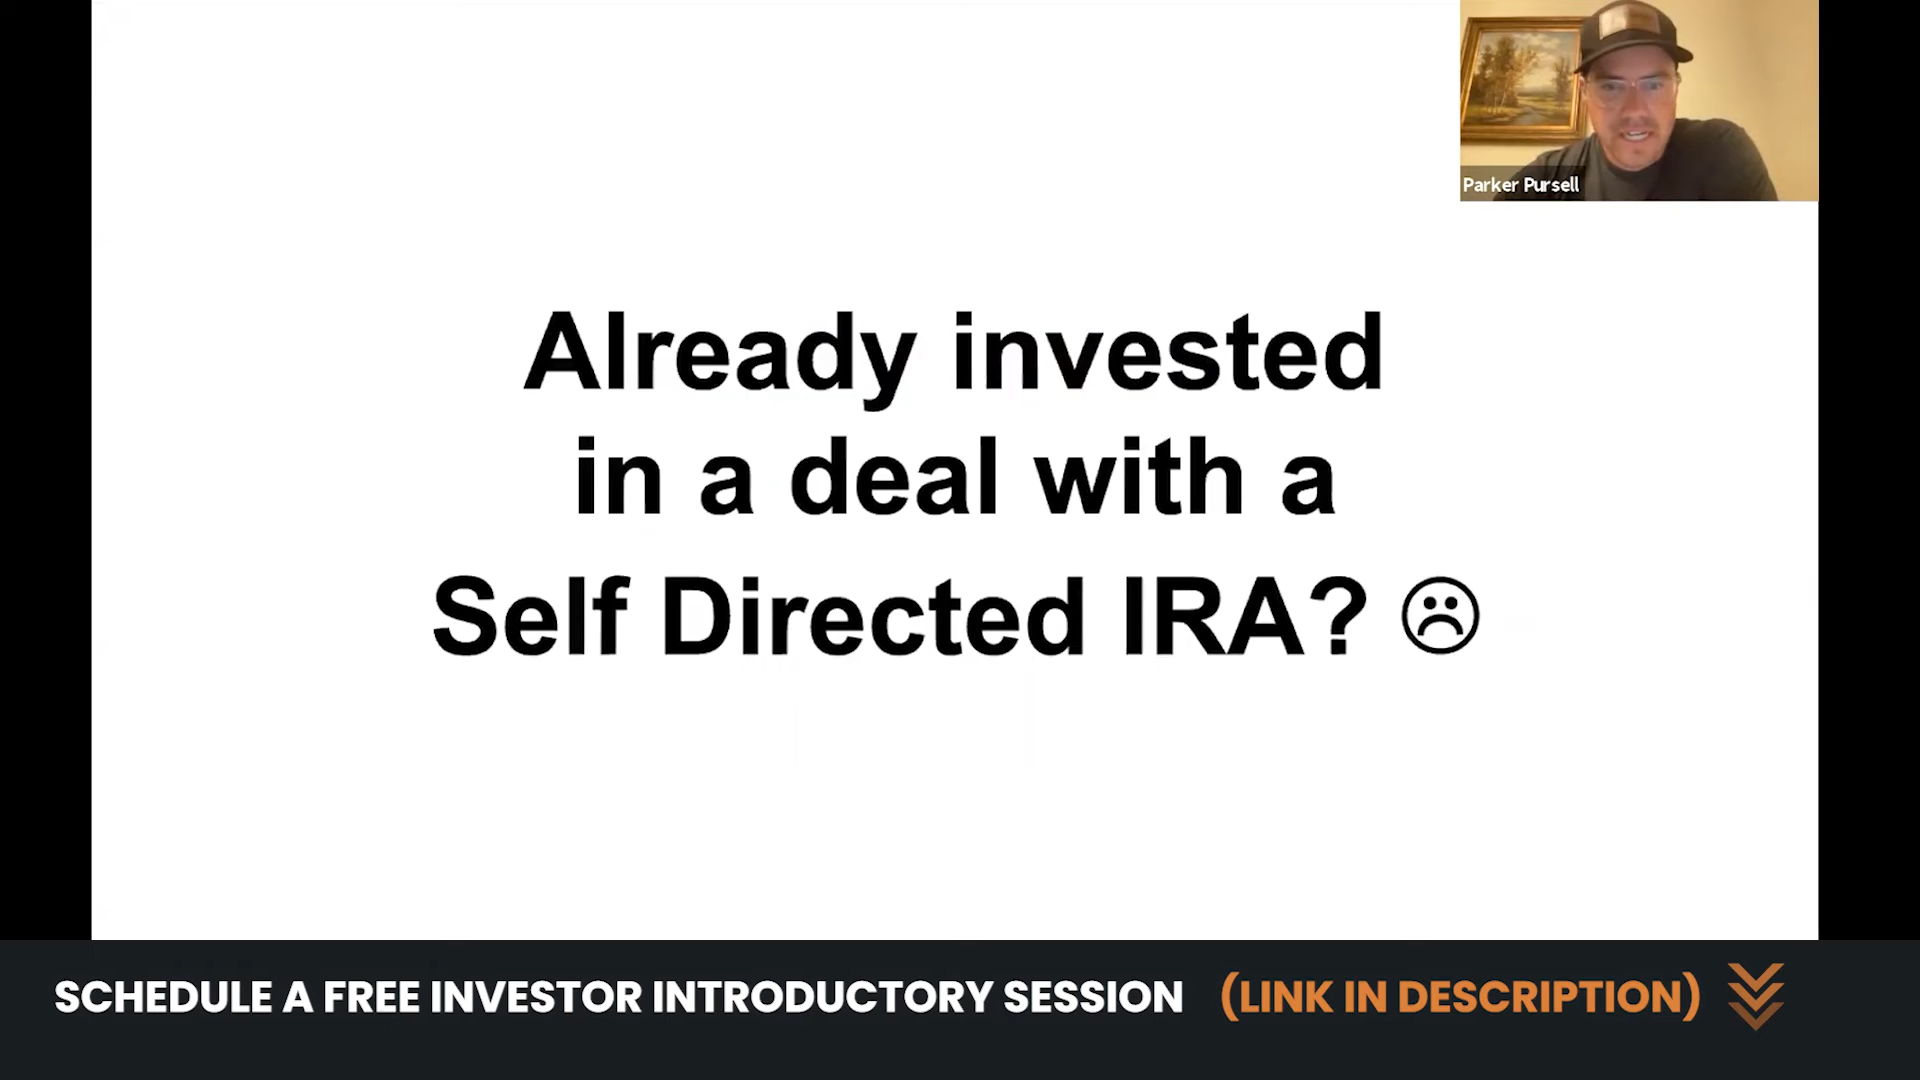 Parker Pursell
Already invested
in a deal with a
Self Directed IRA? ☹
SCHEDULE A FREE INVESTOR INTRODUCTORY SESSION (LINK IN DESCRIPTION)